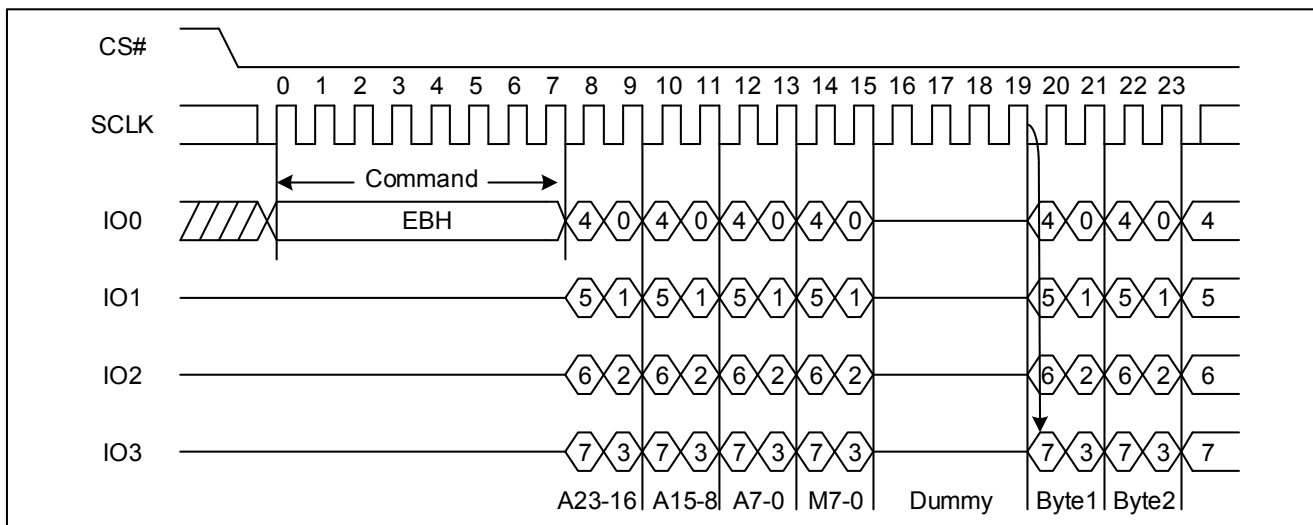 CS#
0 1 2 3 4 5 6 7 8 9 10 11 12 13 14 15 16 17 18 19 20 21 22 23
SCLK
Command
IO0 EBH 4 0 4 0 4 0 4 0 4 0 4 0 4
IO1 5 1 5 1 5 1 5 1 5 1 5 1 5
IO2 6 2 6 2 6 2 6 2 6 2 6 2 6
IO3 7 3 7 3 7 3 7 3 7 3 7 3 7
A23-16 A15-8 A7-0 M7-0 Dummy Byte1 Byte2